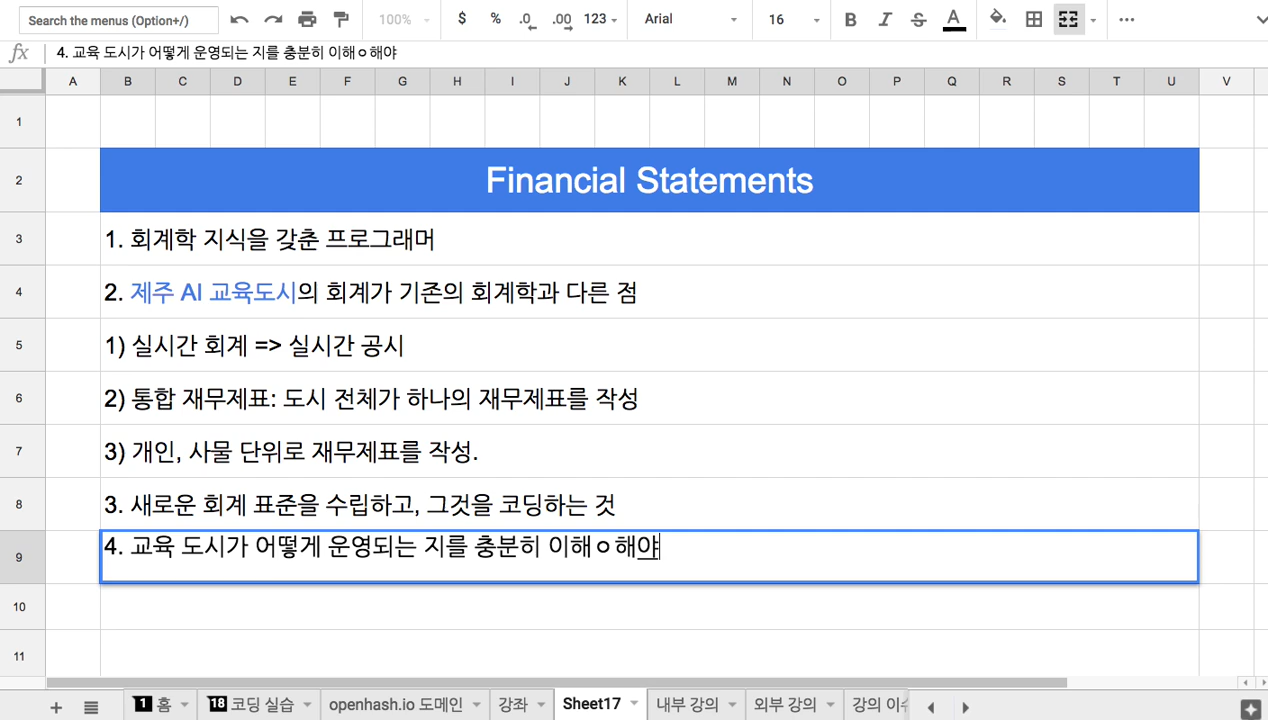 Search the menus (Option+/) 100% $ % .0 .00 123 Arial 16 B I S A
fx 4. 교육 도시가 어떻게 운영되는 지를 충분히 이해ㅇ해야
A B C D E F G H I J K L M N O P Q R S T U V
1
2 Financial Statements
3 1. 회계학 지식을 갖춘 프로그래머
4 2. 제주 AI 교육도시의 회계가 기존의 회계학과 다른 점
5 1) 실시간 회계 => 실시간 공시
6 2) 통합 재무제표: 도시 전체가 하나의 재무제표를 작성
7 3) 개인, 사물 단위로 재무제표를 작성.
8 3. 새로운 회계 표준을 수립하고, 그것을 코딩하는 것
9 4. 교육 도시가 어떻게 운영되는 지를 충분히 이해ㅇ해야
10
11
1 홈 18 코딩 실습 openhash.io 도메인 강좌 Sheet17 내부 강의 외부 강의 강의